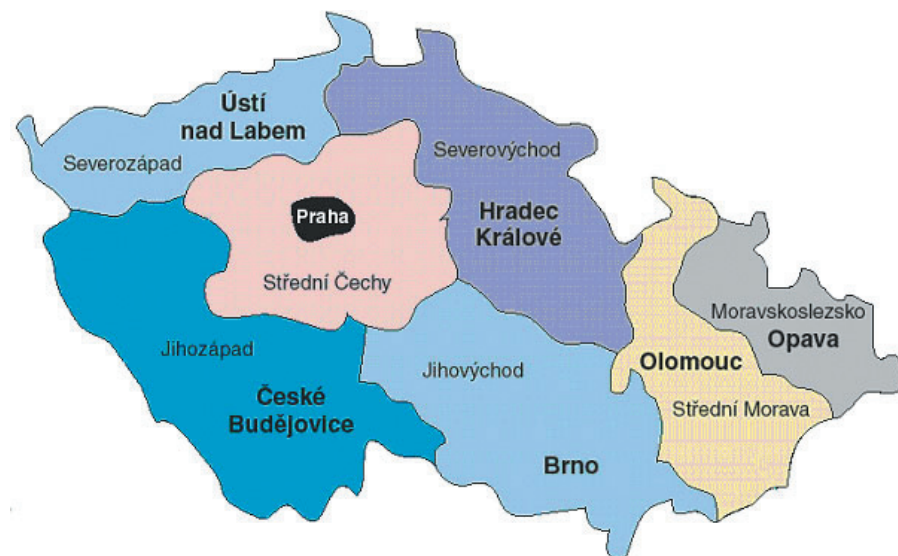 Ústí
nad Labem
Severozápad
Severovýchod
Praha
Hradec
Králové
Střední Čechy
Moravskoslezsko
Opava
Jihozápad
Jihovýchod
Olomouc
České
Budějovice
Střední Morava
Brno